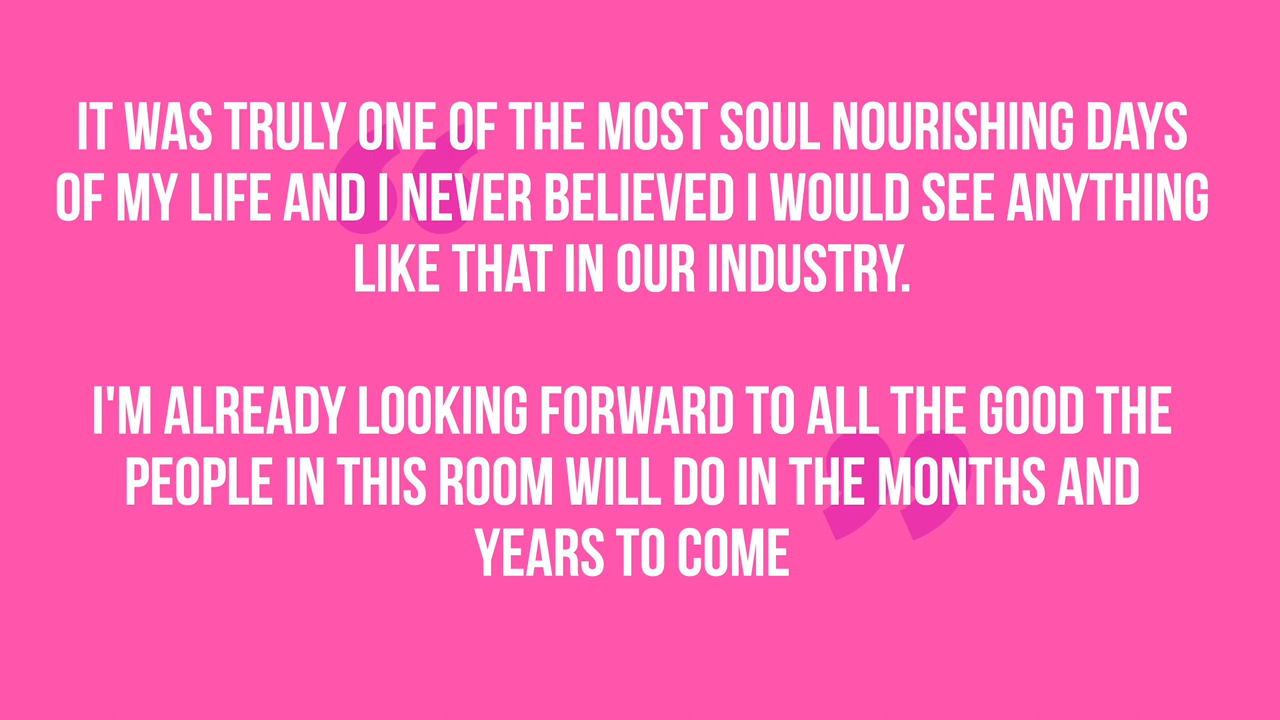 IT WAS TRULY ONE OF THE MOST SOUL NOURISHING DAYS
OF MY LIFE AND I NEVER BELIEVED I WOULD SEE ANYTHING
LIKE THAT IN OUR INDUSTRY.
I'M ALREADY LOOKING FORWARD TO ALL THE GOOD THE
PEOPLE IN THIS ROOM WILL DO IN THE MONTHS AND
YEARS TO COME